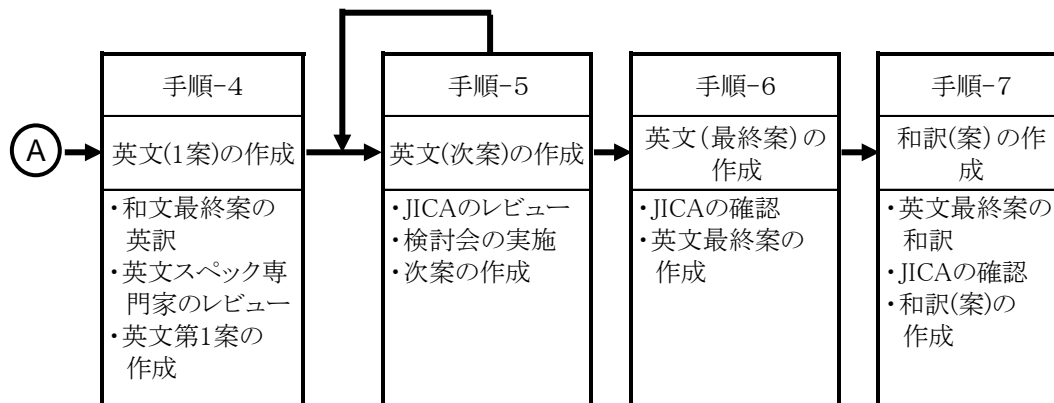 A
手順-4
英文(1案)の作成
・和文最終案の
英訳
・英文スペック専
門家のレビュー
・英文第1案の
作成
手順-5
英文(次案)の作成
・JICAのレビュー
・検討会の実施
・次案の作成
手順-6
英文(最終案)の
作成
・JICAの確認
・英文最終案の
作成
手順-7
和訳(案)の作
成
・英文最終案の
和訳
・JICAの確認
・和訳(案)の
作成